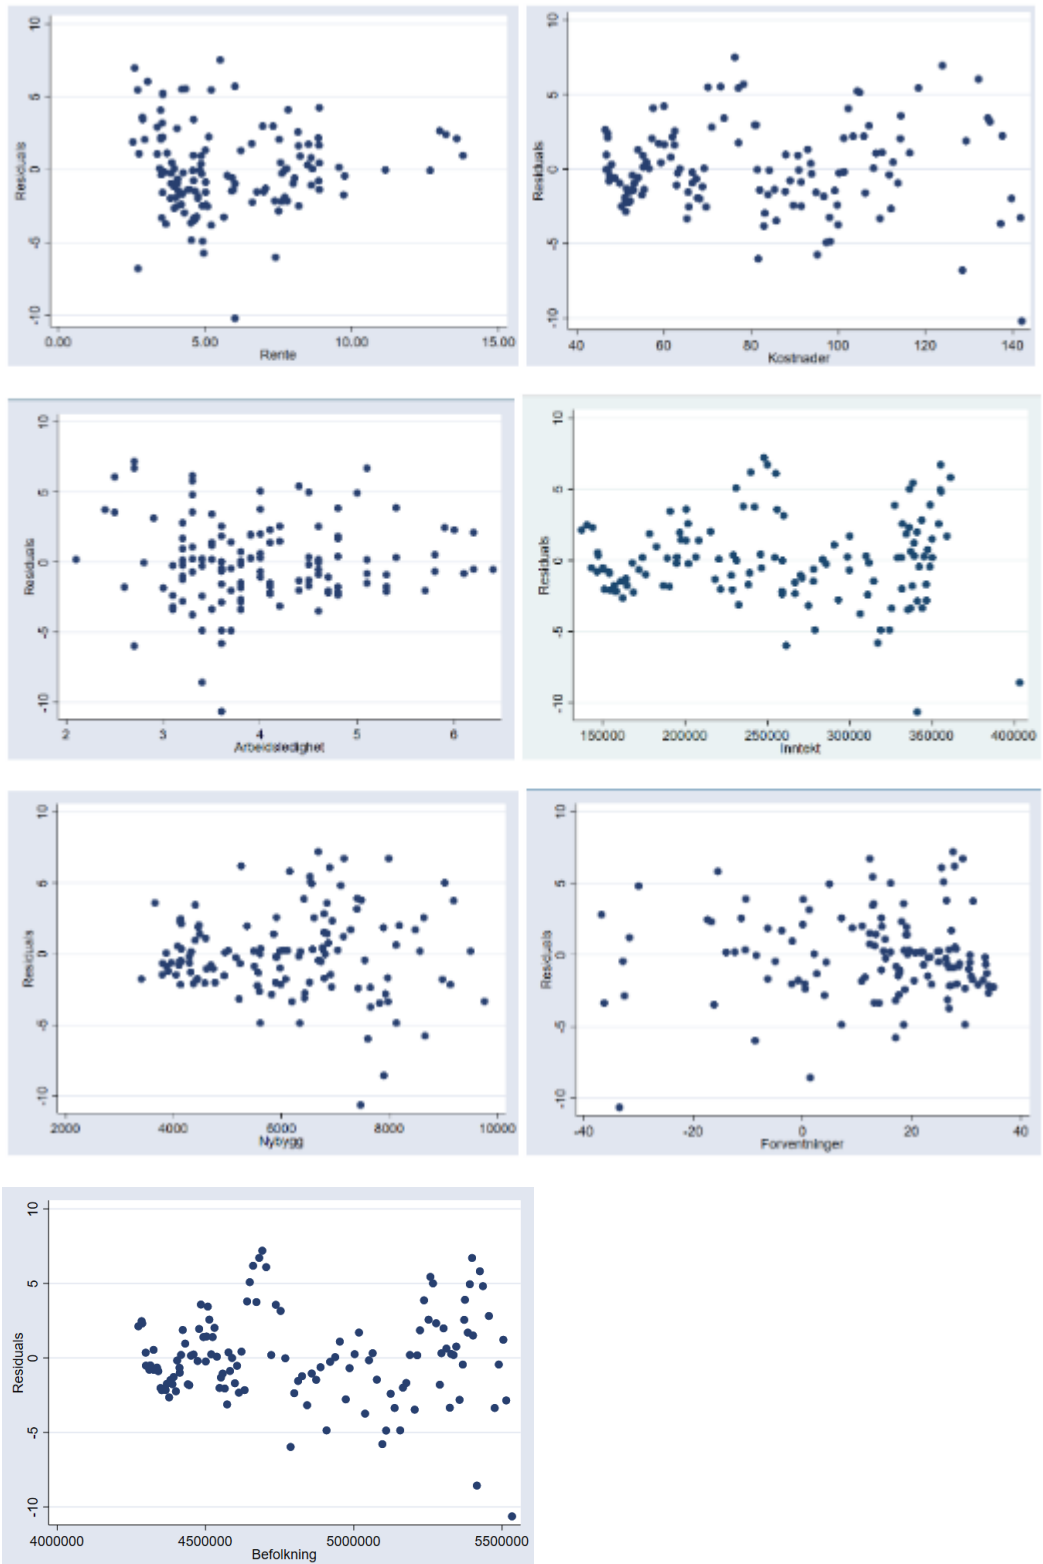 10
5
0
-5
-10
Residuals
0.00 5.00 10.00 15.00
Rente
10
5
0
-5
-10
Residuals
40 60 80 100 120 140
Kostnader
10
5
0
-5
-10
Residuals
2 3 4 5 6
Arbeidsledighet
10
5
0
-5
-10
Residuals
150000 200000 250000 300000 350000 400000
Inntekt
10
5
0
-5
-10
Residuals
2000 4000 6000 8000 10000
Nybygg
10
5
0
-5
-10
Residuals
-40 -20 0 20 40
Forventninger
10
5
0
-5
-10
Residuals
4000000 4500000 5000000 5500000
Befolkning